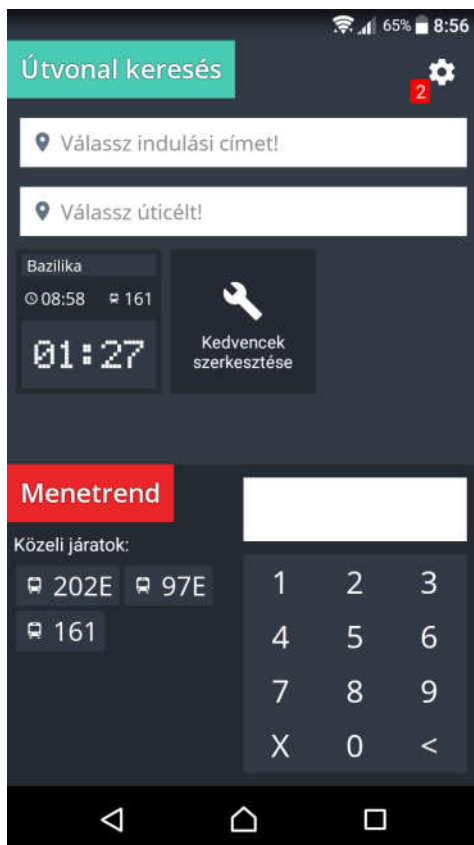 65% 8:56
Útvonal keresés
2
Válassz indulási címet!
Válassz úticélt!
Bazilika
08:58 161
01:27
Kedvencek
szerkesztése
Menetrend
Közeli járatok:
202E 97E
161
1 2 3
4 5 6
7 8 9
X 0 <